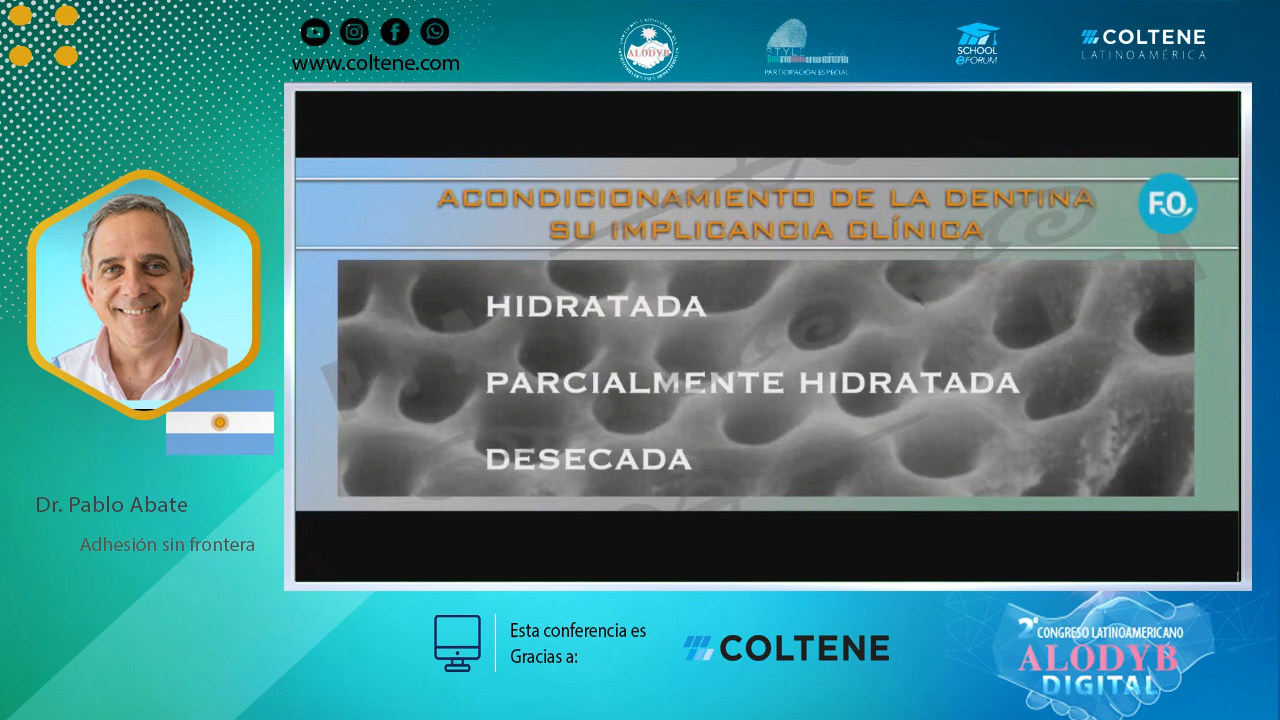 www.coltene.com
ALODYB
STYLE
PARTICIPACIÓN ESPECIAL
SCHOOL
eFORUM
COLTENE
LATINOAMÉRICA
ACONDICIONAMIENTO DE LA DENTINA
SU IMPLICANCIA CLÍNICA
F.O.
HIDRATADA
PARCIALMENTE HIDRATADA
DESECADA
Dr. Pablo Abate
Adhesión sin frontera
Esta conferencia es
Gracias a:
COLTENE
2° CONGRESO LATINOAMERICANO
ALODYB
DIGITAL